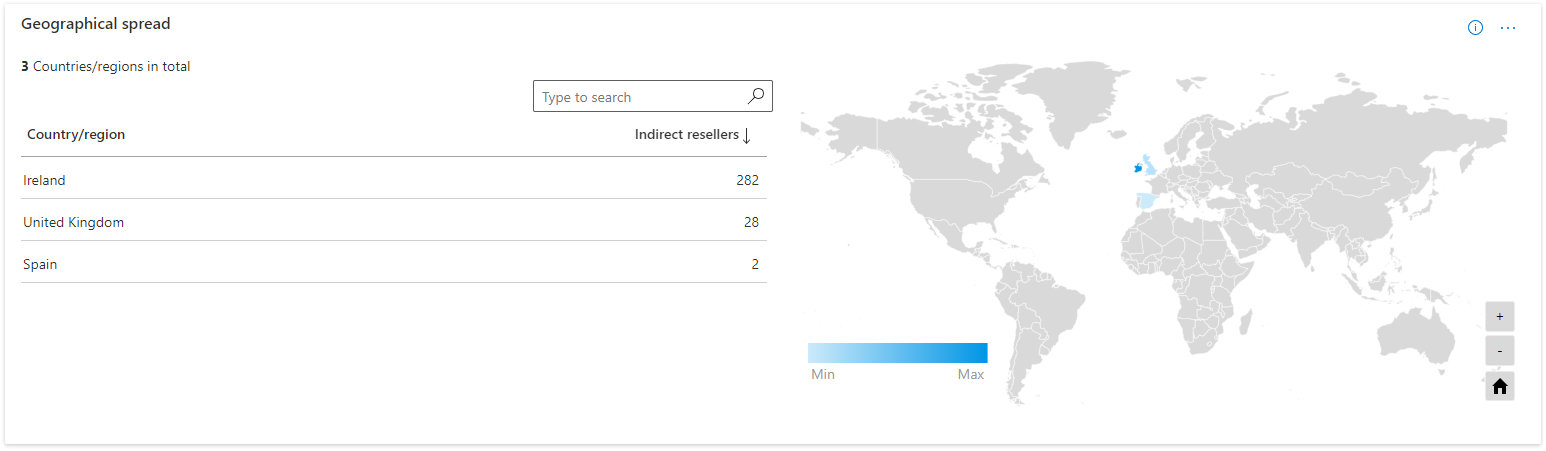 Geographical spread
3 Countries/regions in total
Type to search
Country/region Indirect resellers
Ireland 282
United Kingdom 28
Spain 2
Min Max
+
-